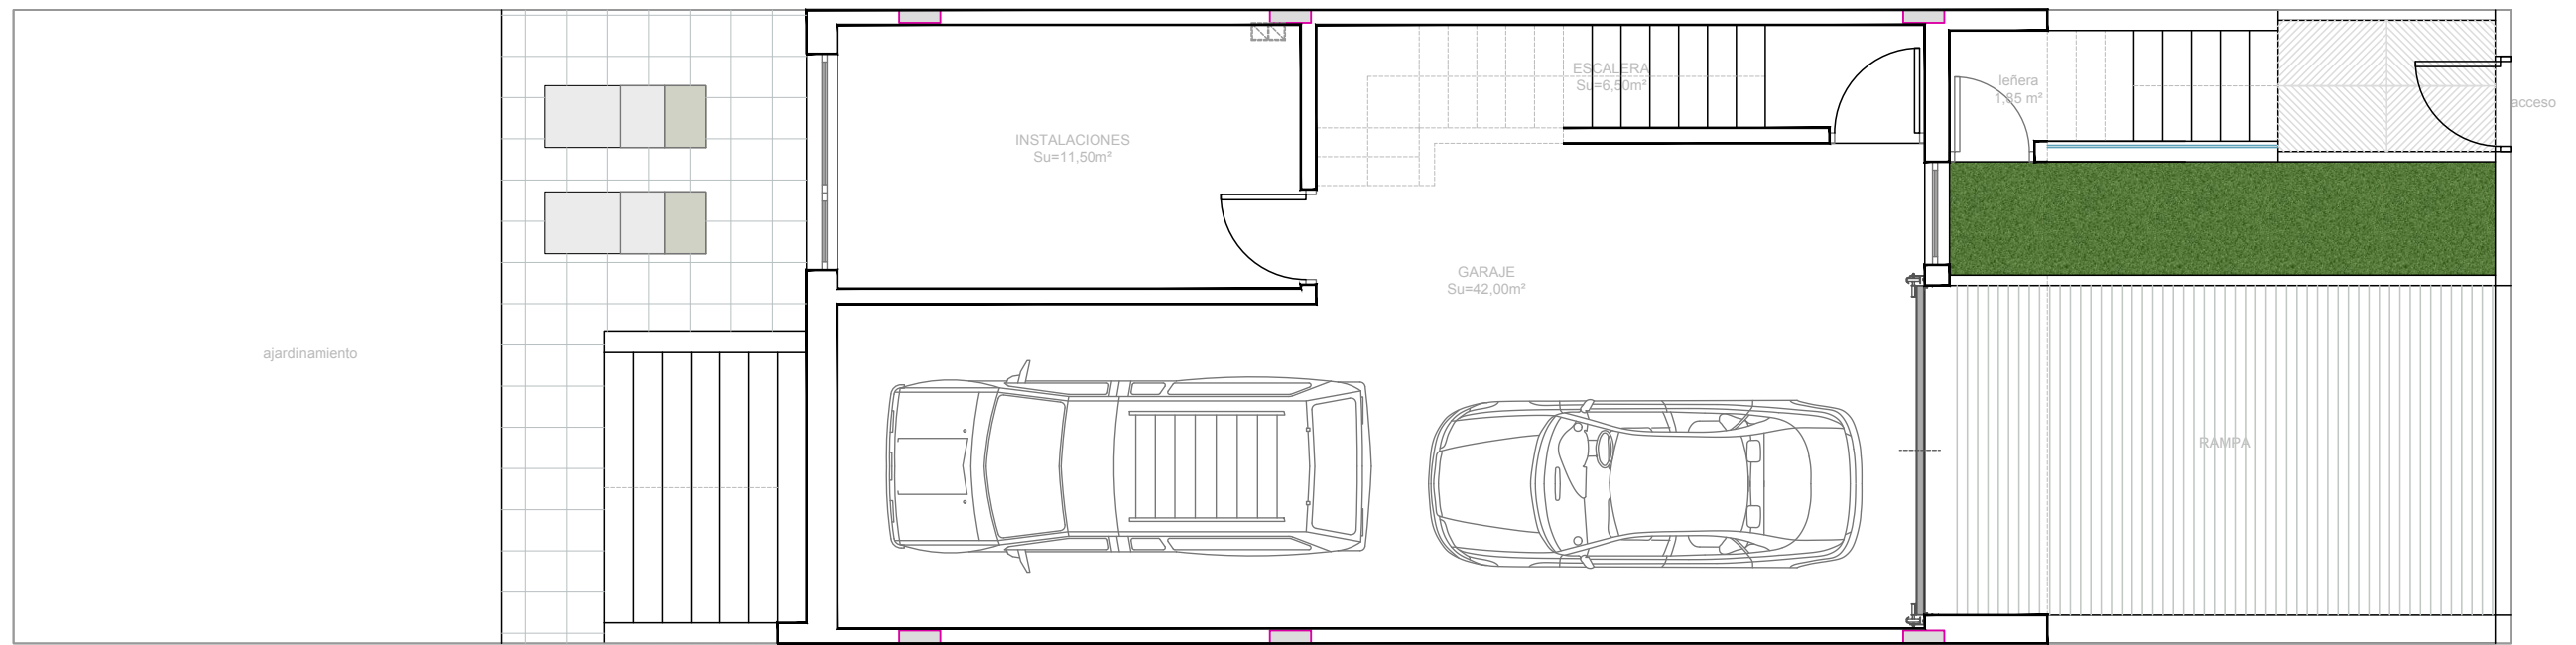 INSTALACIONES
Su=11,50m²
ESCALERA
Su=6,50m²
leñera
1,85 m²
acceso
GARAJE
Su=42,00m²
ajardinamiento
RAMPA